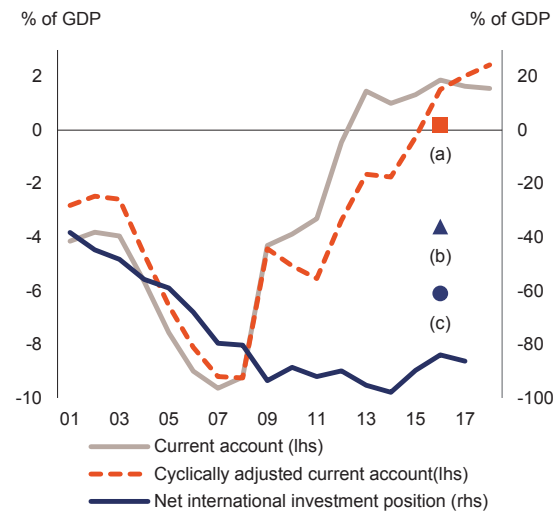 % of GDP % of GDP
2 20
0 0
(a)
-2 -20
-4 -40
(b)
-6 -60
(c)
-8 -80
-10 -100
01 03 05 07 09 11 13 15 17
Current account (lhs)
Cyclically adjusted current account(lhs)
Net international investment position (rhs)